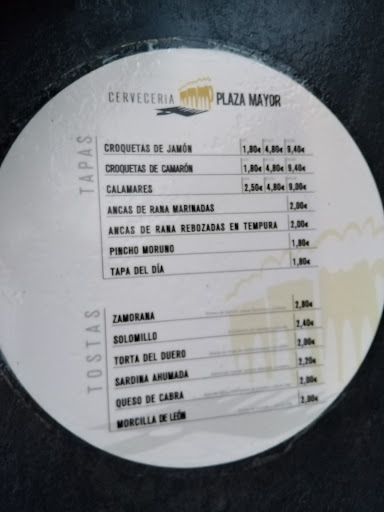 CERVECERIA PLAZA MAYOR
TAPAS
CROQUETAS DE JAMÓN 1,80€ 4,80€ 9,40€
CROQUETAS DE CAMARÓN 1,80€ 4,80€ 9,40€
CALAMARES 2,50€ 4,80€ 9,00€
ANCAS DE RANA MARINADAS 2,00€
ANCAS DE RANA REBOZADAS EN TEMPURA 2,00€
PINCHO MORUNO 1,80€
TAPA DEL DÍA 1,80€
TOSTAS
ZAMORANA 2,80€
SOLOMILLO 2,40€
TORTA DEL DUERO 2,00€
SARDINA AHUMADA 2,20€
QUESO DE CABRA 2,00€
MORCILLA DE LEÓN 2,00€